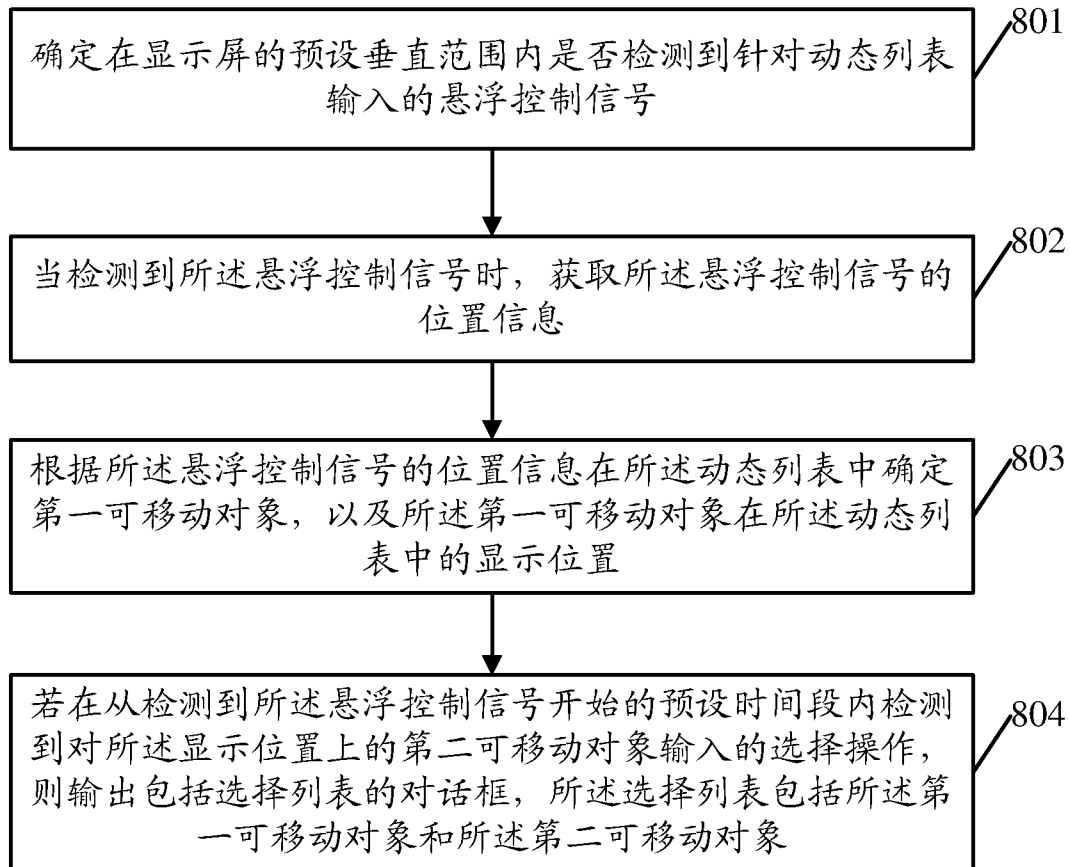 确定在显示屏的预设垂直范围内是否检测到针对动态列表
输入的悬浮控制信号
801
当检测到所述悬浮控制信号时，获取所述悬浮控制信号的
位置信息
802
根据所述悬浮控制信号的位置信息在所述动态列表中确定
第一可移动对象，以及所述第一可移动对象在所述动态列
表中的显示位置
803
若在从检测到所述悬浮控制信号开始的预设时间段内检测
到对所述显示位置上的第二可移动对象输入的选择操作，
则输出包括选择列表的对话框，所述选择列表包括所述第
一可移动对象和所述第二可移动对象
804